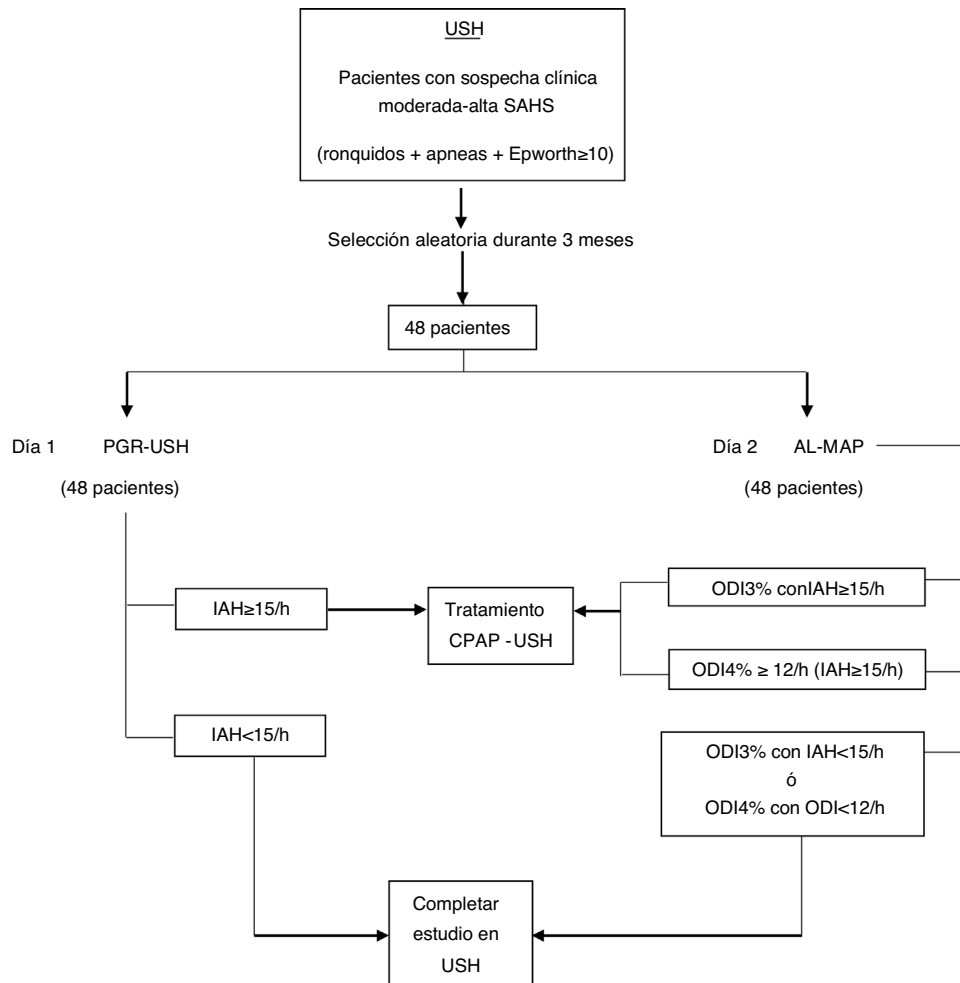 USH
Pacientes con sospecha clínica
moderada-alta SAHS
(ronquidos + apneas + Epworth≥10)
Selección aleatoria durante 3 meses
48 pacientes
Día 1 PGR-USH
(48 pacientes)
Día 2 AL-MAP
(48 pacientes)
IAH≥15/h
Tratamiento
CPAP -USH
ODI3% conIAH≥15/h
ODI4% ≥ 12/h (IAH≥15/h)
IAH<15/h
ODI3% con IAH<15/h
ó
ODI4% con ODI<12/h
Completar
estudio en
USH